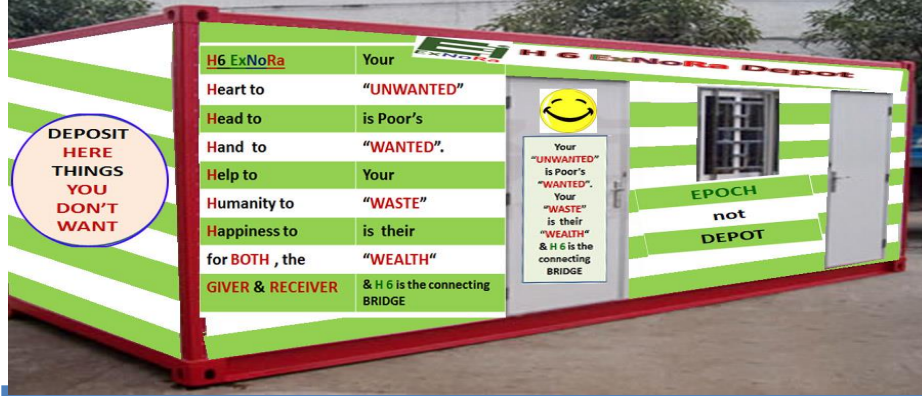 DEPOSIT
HERE
THINGS
YOU
DON'T
WANT
ExNoRa
H 6 ExNoRa Depot
H6 ExNoRa Your
Heart to “UNWANTED”
Head to is Poor’s
Hand to “WANTED”.
Help to Your
Humanity to “WASTE”
Happiness to is their
for BOTH , the “WEALTH“
GIVER & RECEIVER & H 6 is the connecting
BRIDGE
Your
“UNWANTED”
is Poor’s
“WANTED”.
Your
“WASTE”
is their
“WEALTH“
& H 6 is the
connecting
BRIDGE
EPOCH
not
DEPOT